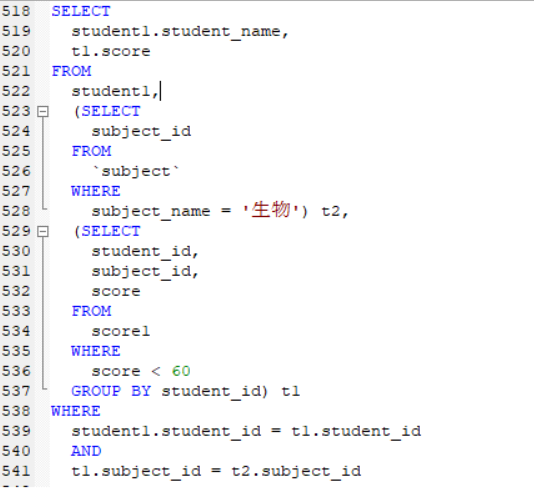 518 SELECT
519 student1.student_name,
520 t1.score
521 FROM
522 student1,
523 (SELECT
524 subject_id
525 FROM
526 `subject`
527 WHERE
528 subject_name = '生物') t2,
529 (SELECT
530 student_id,
531 subject_id,
532 score
533 FROM
534 score1
535 WHERE
536 score < 60
537 GROUP BY student_id) t1
538 WHERE
539 student1.student_id = t1.student_id
540 AND
541 t1.subject_id = t2.subject_id